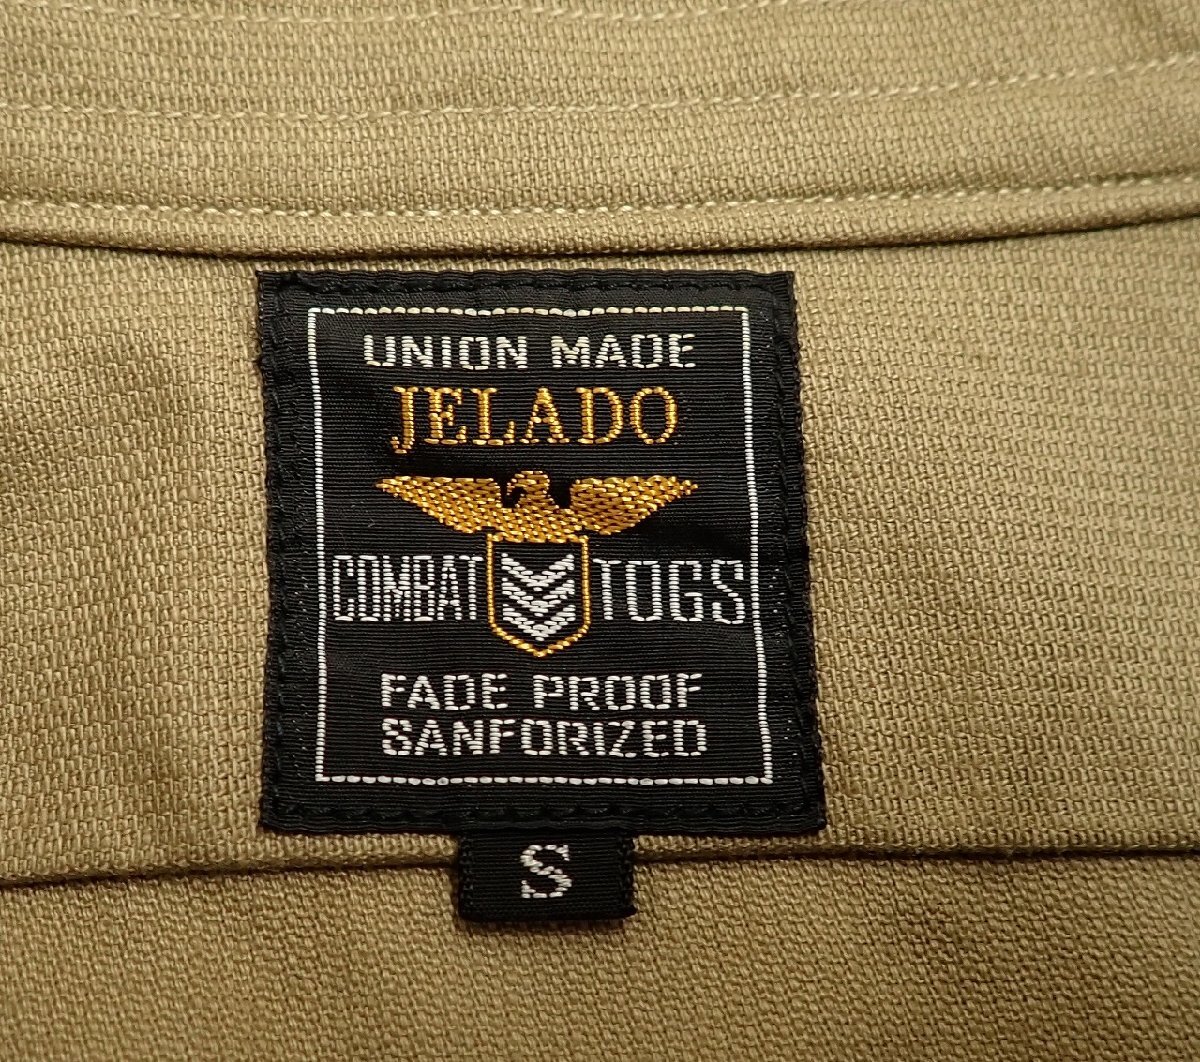 UNION MADE
JELADO
COMBAT TOGS
FADE PROOF
SANFORIZED
S